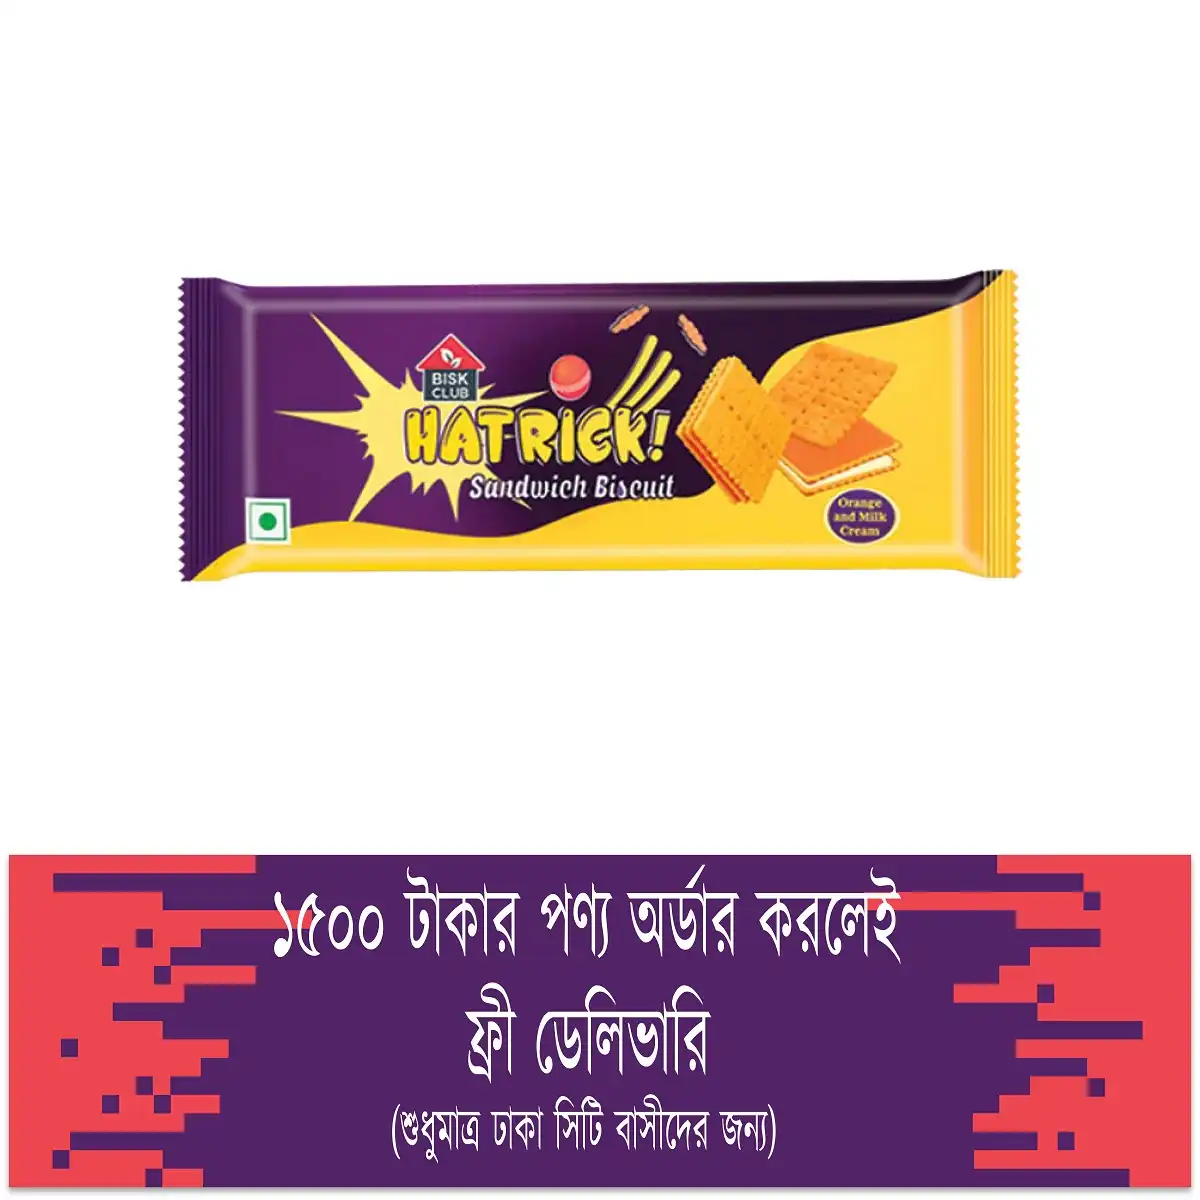 BISK
CLUB
HATRICK!
Sandwich Biscuit
Orange
and Milk
Cream
১৫০০ টাকার পণ্য অর্ডার করলেই
ফ্রী ডেলিভারি
(শুধুমাত্র ঢাকা সিটি বাসীদের জন্য)